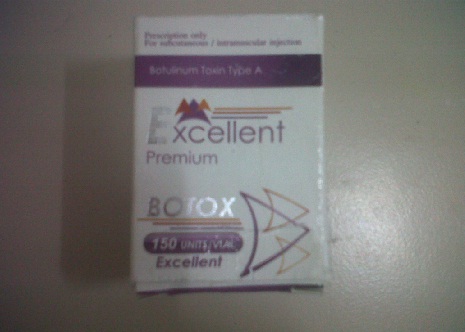 Prescription only
For subcutaneous / intramuscular injection
Botulinum Toxin Type A
Excellent
Premium
BOTOX
150 UNITS/VIAL
Excellent